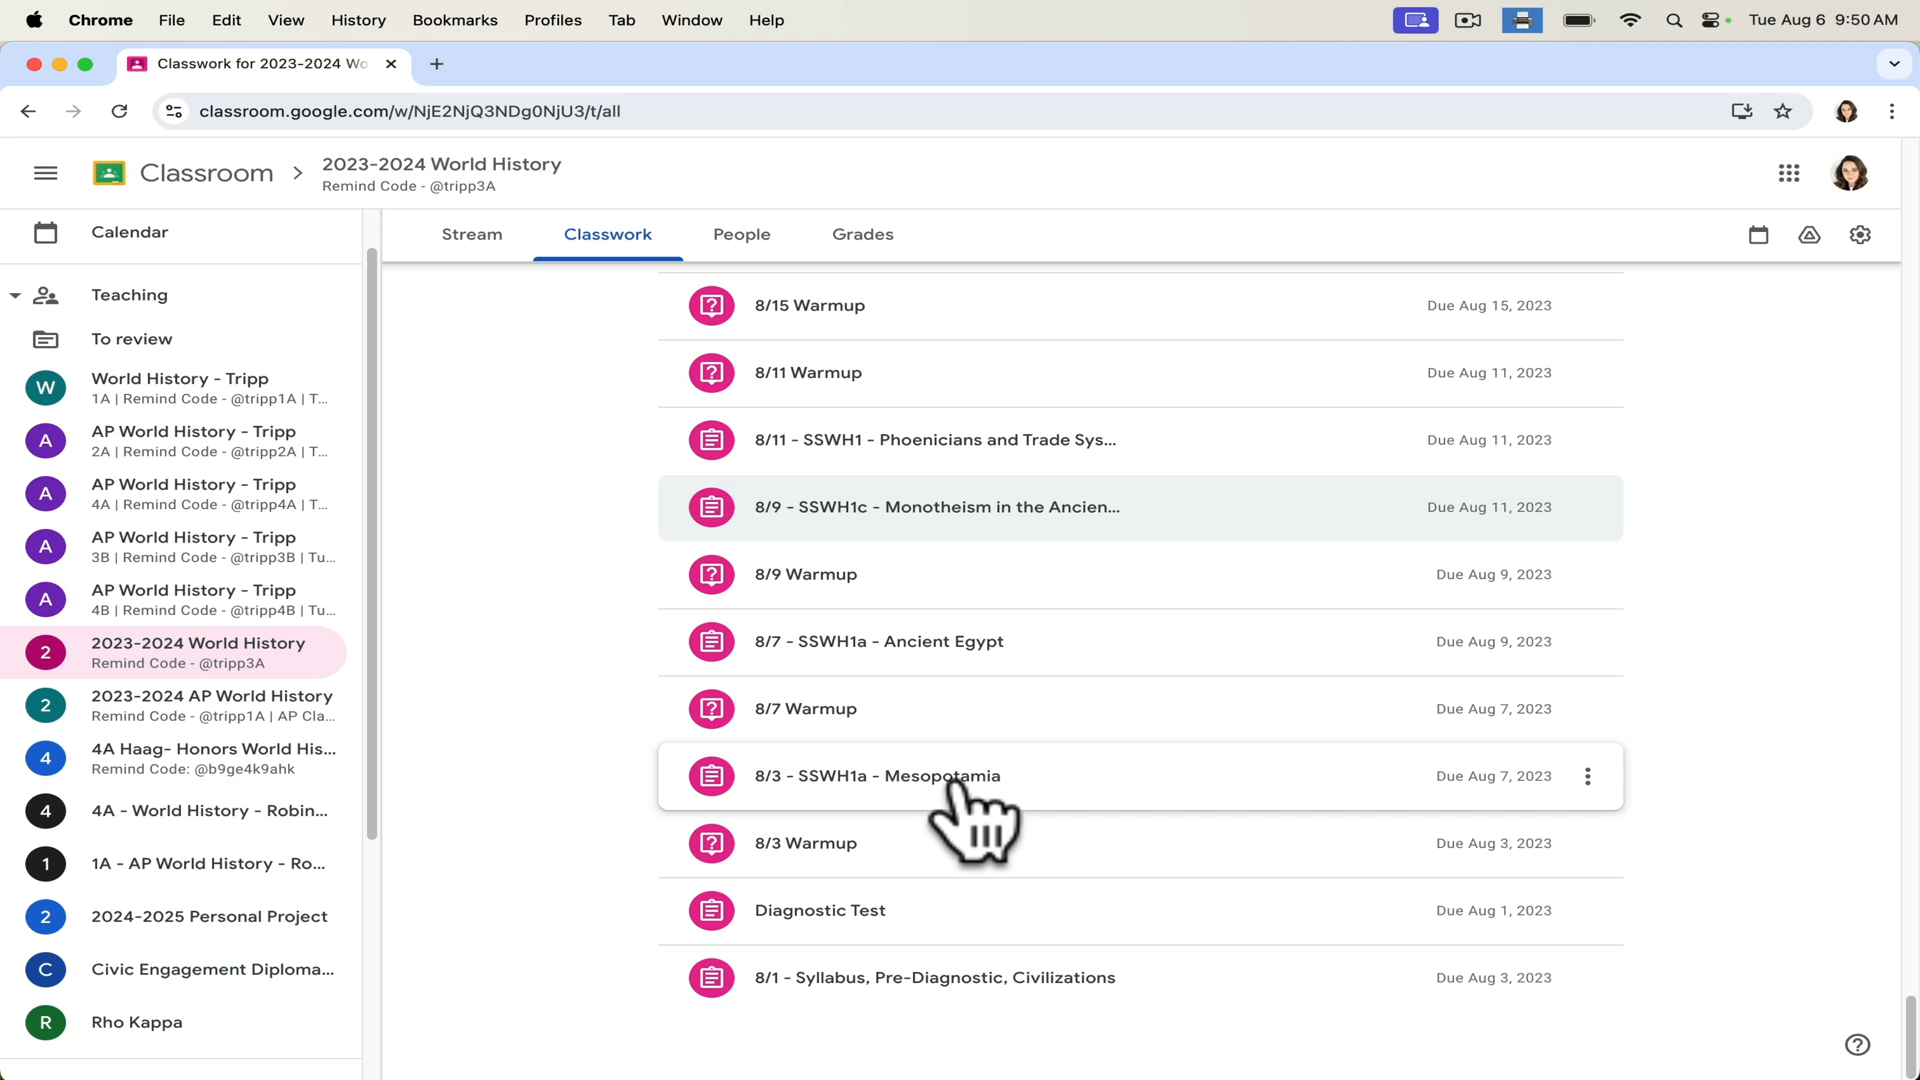 Chrome File Edit View History Bookmarks Profiles Tab Window Help Tue Aug 6 9:50 AM
Classwork for 2023-2024 Wo
classroom.google.com/w/NjE2NjQ3NDg0NjU3/t/all
Classroom > 2023-2024 World History
Remind Code - @tripp3A
Calendar
Stream Classwork People Grades
Teaching
To review
World History - Tripp
1A | Remind Code - @tripp1A | T...
AP World History - Tripp
2A | Remind Code - @tripp2A | T...
AP World History - Tripp
4A | Remind Code - @tripp4A | T...
AP World History - Tripp
3B | Remind Code - @tripp3B | Tu...
AP World History - Tripp
4B | Remind Code - @tripp4B | Tu...
2023-2024 World History
Remind Code - @tripp3A
2023-2024 AP World History
Remind Code - @tripp1A | AP Cla...
4A Haag- Honors World His...
Remind Code: @b9ge4k9ahk
4A - World History - Robin...
1A - AP World History - Ro...
2024-2025 Personal Project
Civic Engagement Diploma...
Rho Kappa
W
A
A
A
A
2
2
4
4
1
2
C
R
8/15 Warmup Due Aug 15, 2023
8/11 Warmup Due Aug 11, 2023
8/11 - SSWH1 - Phoenicians and Trade Sys... Due Aug 11, 2023
8/9 - SSWH1c - Monotheism in the Ancien... Due Aug 11, 2023
8/9 Warmup Due Aug 9, 2023
8/7 - SSWH1a - Ancient Egypt Due Aug 9, 2023
8/7 Warmup Due Aug 7, 2023
8/3 - SSWH1a - Mesopotamia Due Aug 7, 2023
8/3 Warmup Due Aug 3, 2023
Diagnostic Test Due Aug 1, 2023
8/1 - Syllabus, Pre-Diagnostic, Civilizations Due Aug 3, 2023